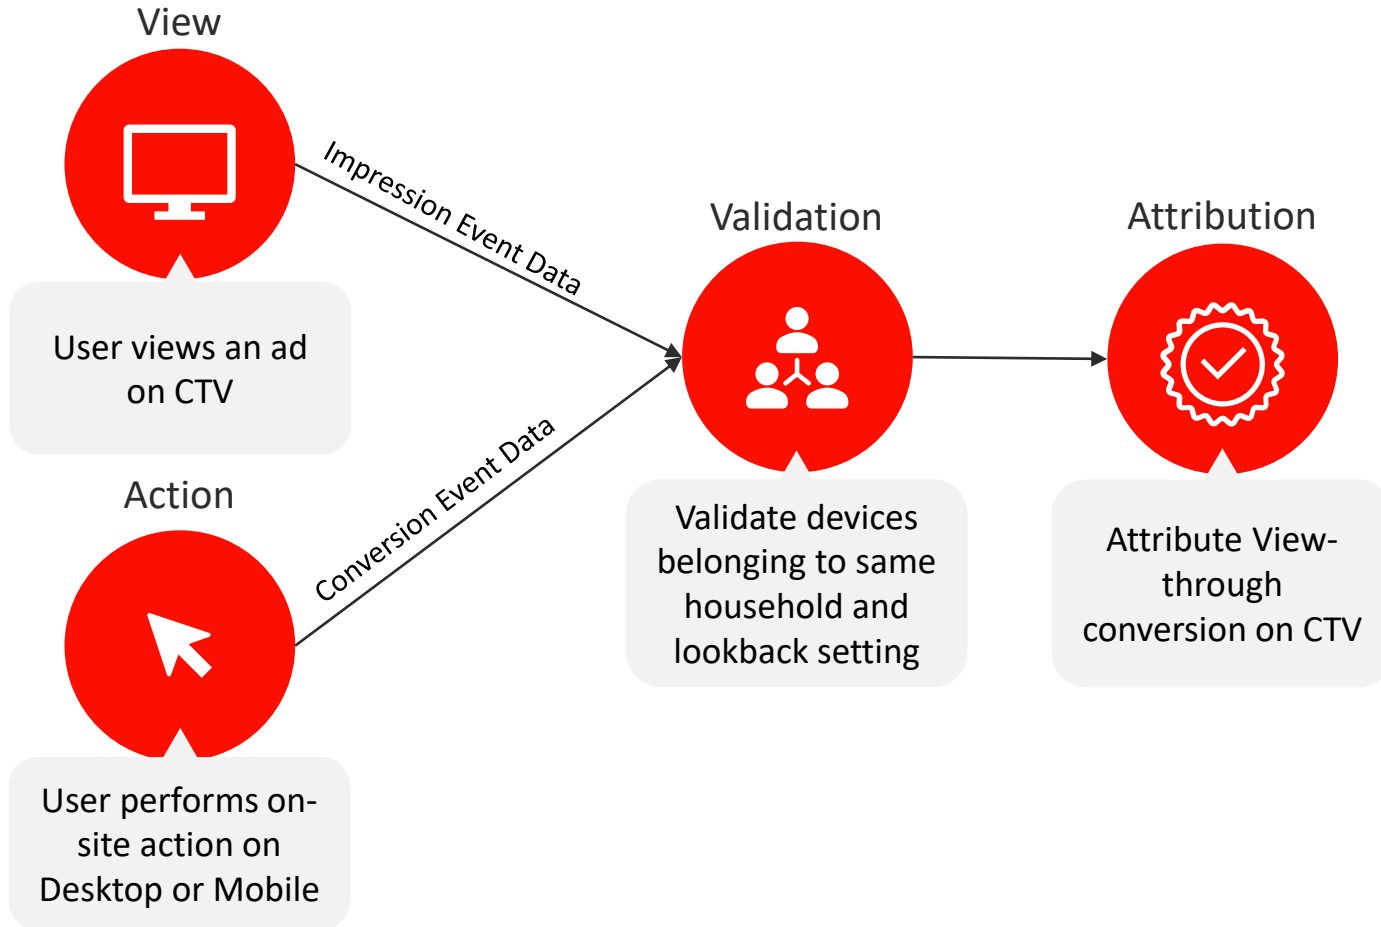 View
Impression Event Data
User views an ad
on CTV
Action
Conversion Event Data
User performs on-
site action on
Desktop or Mobile
Validation
Validate devices
belonging to same
household and
lookback setting
Attribution
Attribute View-
through
conversion on CTV